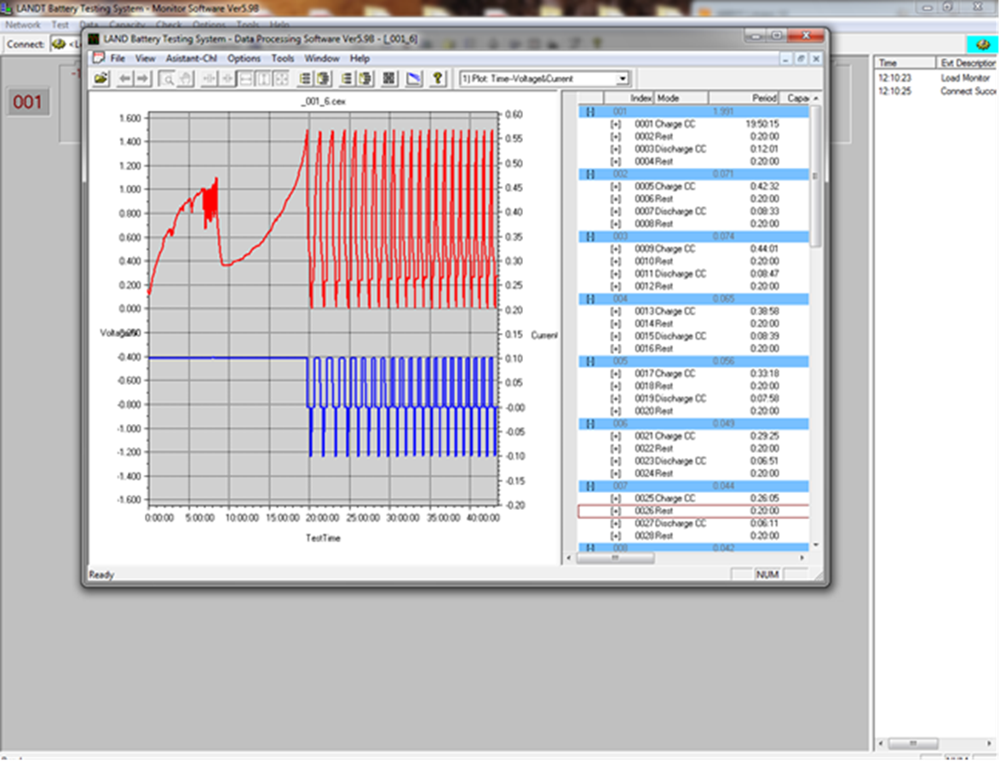 LANDT Battery Testing System - Monitor Software Ver5.98
Network Test Data Capacity Check Options Tools Help
Connect:
001
LAND Battery Testing System - Data Processing Software Ver5.98 - [_001_6]
File View Asistant-Chl Options Tools Window Help
1) Plot: Time--Voltage&Current
_001_6.cex
1.600
1.400
1.200
1.000
0.800
0.600
0.400
0.200
0.000
-0.400
-0.600
-0.800
-1.000
-1.200
-1.400
-1.600
0.60
0.55
0.50
0.45
0.40
0.35
0.30
0.25
0.20
0.15
Current
0.10
0.05
-0.00
-0.05
-0.10
-0.15
-0.20
0:00:00 5:00:00 10:00:00 15:00:00 20:00:00 25:00:00 30:00:00 35:00:00 40:00:00
TestTime
Index Mode Period Capa
[-] 001 1.991
[+] 0001 Charge CC 19:50:15
[+] 0002 Rest 0:20:00
[+] 0003 Discharge CC 0:12:01
[+] 0004 Rest 0:20:00
[-] 002 0.071
[+] 0005 Charge CC 0:42:32
[+] 0006 Rest 0:20:00
[+] 0007 Discharge CC 0:08:33
[+] 0008 Rest 0:20:00
[-] 003 0.074
[+] 0009 Charge CC 0:44:01
[+] 0010 Rest 0:20:00
[+] 0011 Discharge CC 0:08:47
[+] 0012 Rest 0:20:00
[-] 004 0.065
[+] 0013 Charge CC 0:38:58
[+] 0014 Rest 0:20:00
[+] 0015 Discharge CC 0:08:39
[+] 0016 Rest 0:20:00
[-] 005 0.056
[+] 0017 Charge CC 0:33:18
[+] 0018 Rest 0:20:00
[+] 0019 Discharge CC 0:07:58
[+] 0020 Rest 0:20:00
[-] 006 0.049
[+] 0021 Charge CC 0:29:25
[+] 0022 Rest 0:20:00
[+] 0023 Discharge CC 0:06:51
[+] 0024 Rest 0:20:00
[-] 007 0.044
[+] 0025 Charge CC 0:26:05
[+] 0026 Rest 0:20:00
[+] 0027 Discharge CC 0:06:11
[+] 0028 Rest 0:20:00
[-] 008 0.042
Ready NUM
Time Evt Description
12:10:23 Load Monitor
12:10:25 Connect Succ